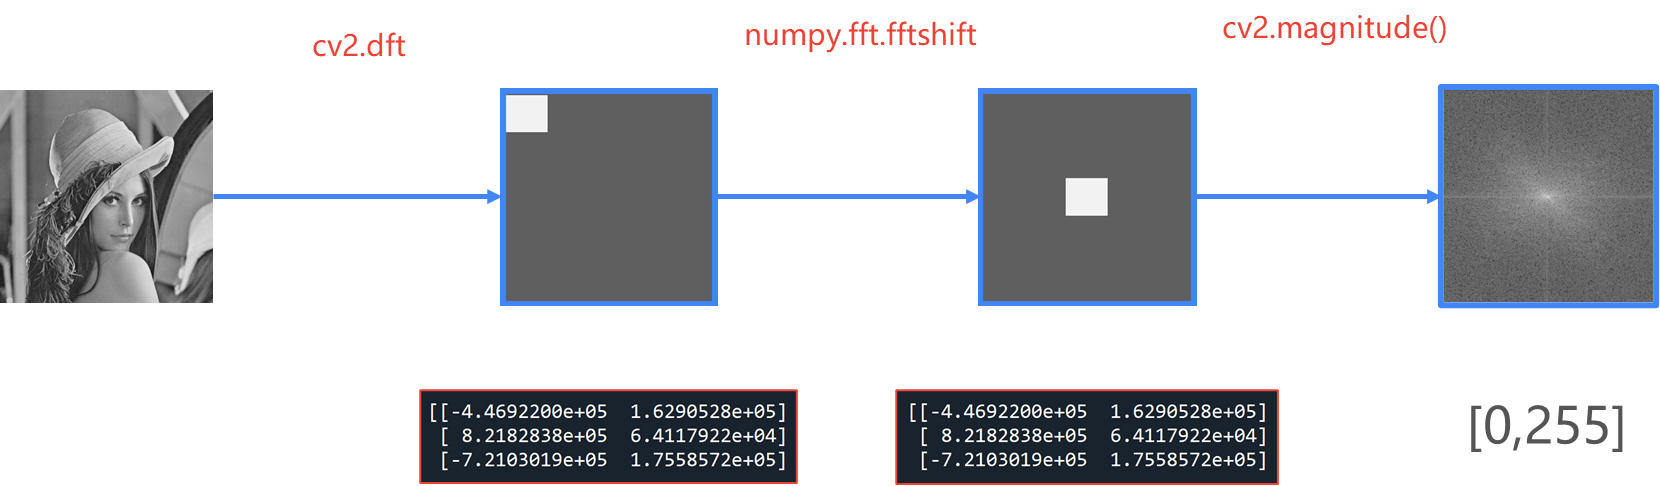 cv2.dft
numpy.fft.fftshift
cv2.magnitude()
[[-4.4692200e+05 1.6290528e+05]
[ 8.2182838e+05 6.4117922e+04]
[-7.2103019e+05 1.7558572e+05]
[[-4.4692200e+05 1.6290528e+05]
[ 8.2182838e+05 6.4117922e+04]
[-7.2103019e+05 1.7558572e+05]
[0,255]